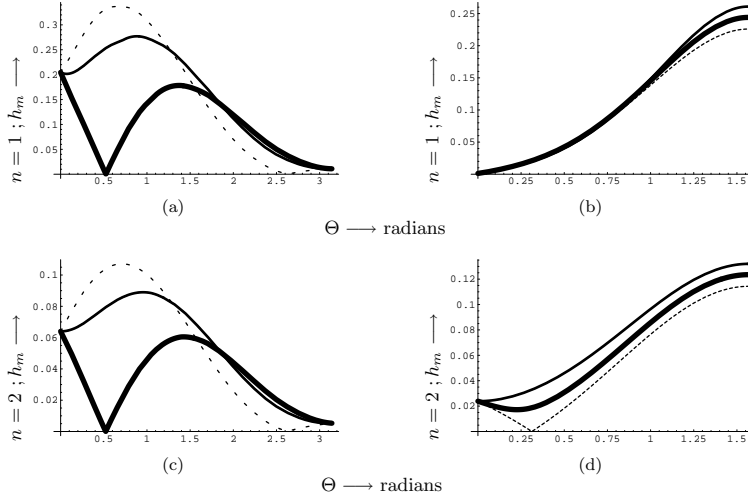 n = 1 ; h_m ⟶
0.3
0.25
0.2
0.15
0.1
0.05
0.5 1 1.5 2 2.5 3
(a)
n = 1 ; h_m ⟶
0.25
0.2
0.15
0.1
0.05
0.25 0.5 0.75 1 1.25 1.5
(b)
Θ ⟶ radians
n = 2 ; h_m ⟶
0.1
0.08
0.06
0.04
0.02
0.5 1 1.5 2 2.5 3
(c)
n = 2 ; h_m ⟶
0.12
0.1
0.08
0.06
0.04
0.02
0.25 0.5 0.75 1 1.25 1.5
(d)
Θ ⟶ radians